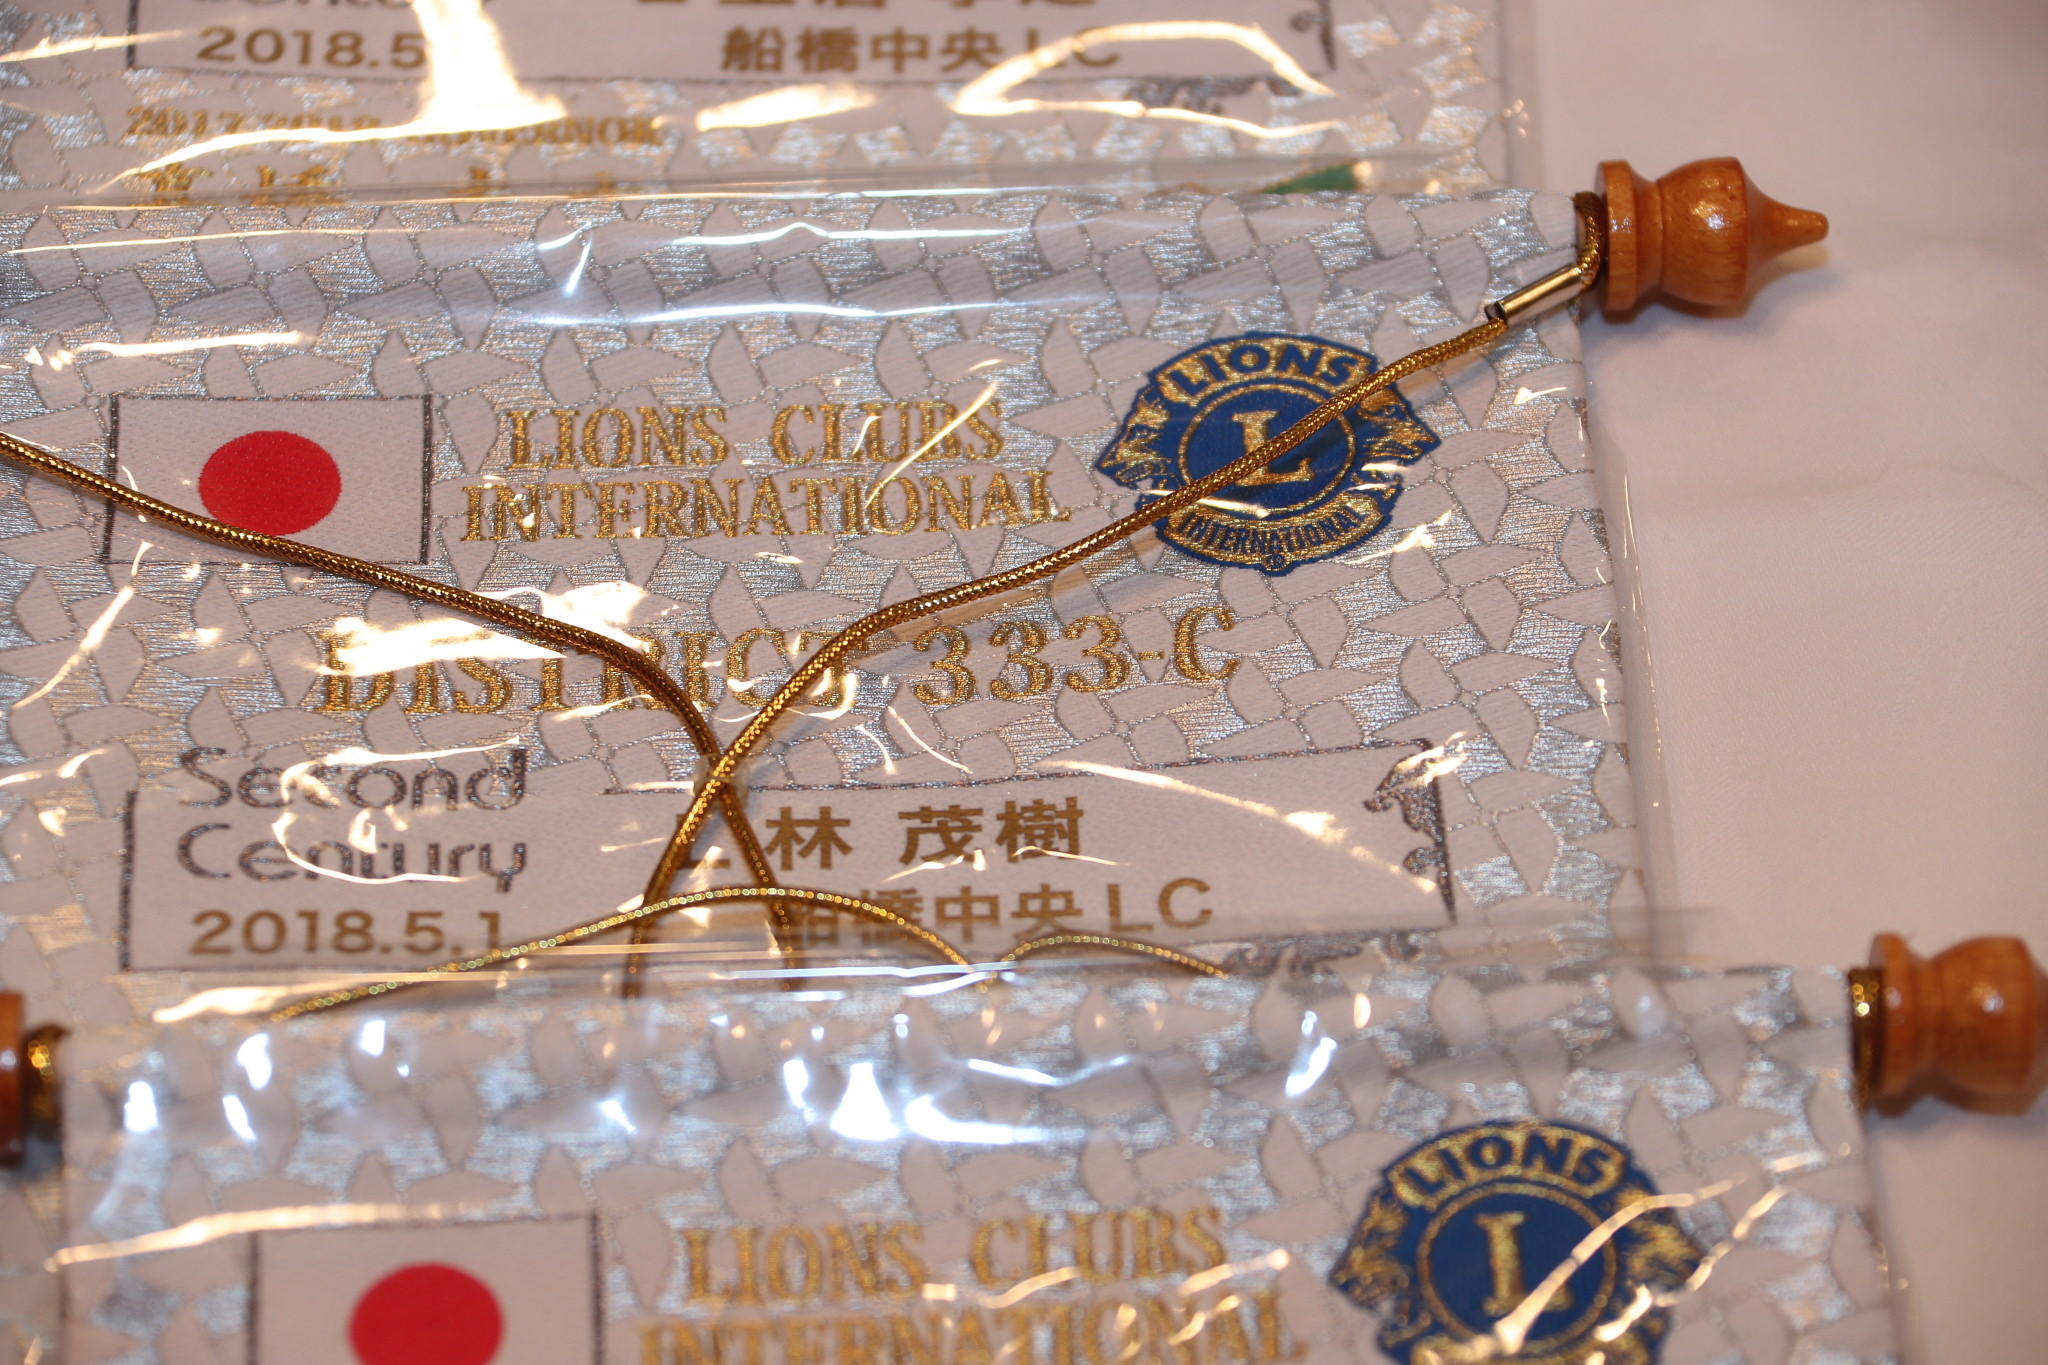 2018.5
船橋中央LC
LIONS CLUBS
INTERNATIONAL
LIONS
L
INTERNATIONAL
®
DISTRICT 333-C
Second
Century
2018.5.1
林 茂樹
船橋中央LC
LIONS CLUBS
INTERNATIONAL
LIONS
L